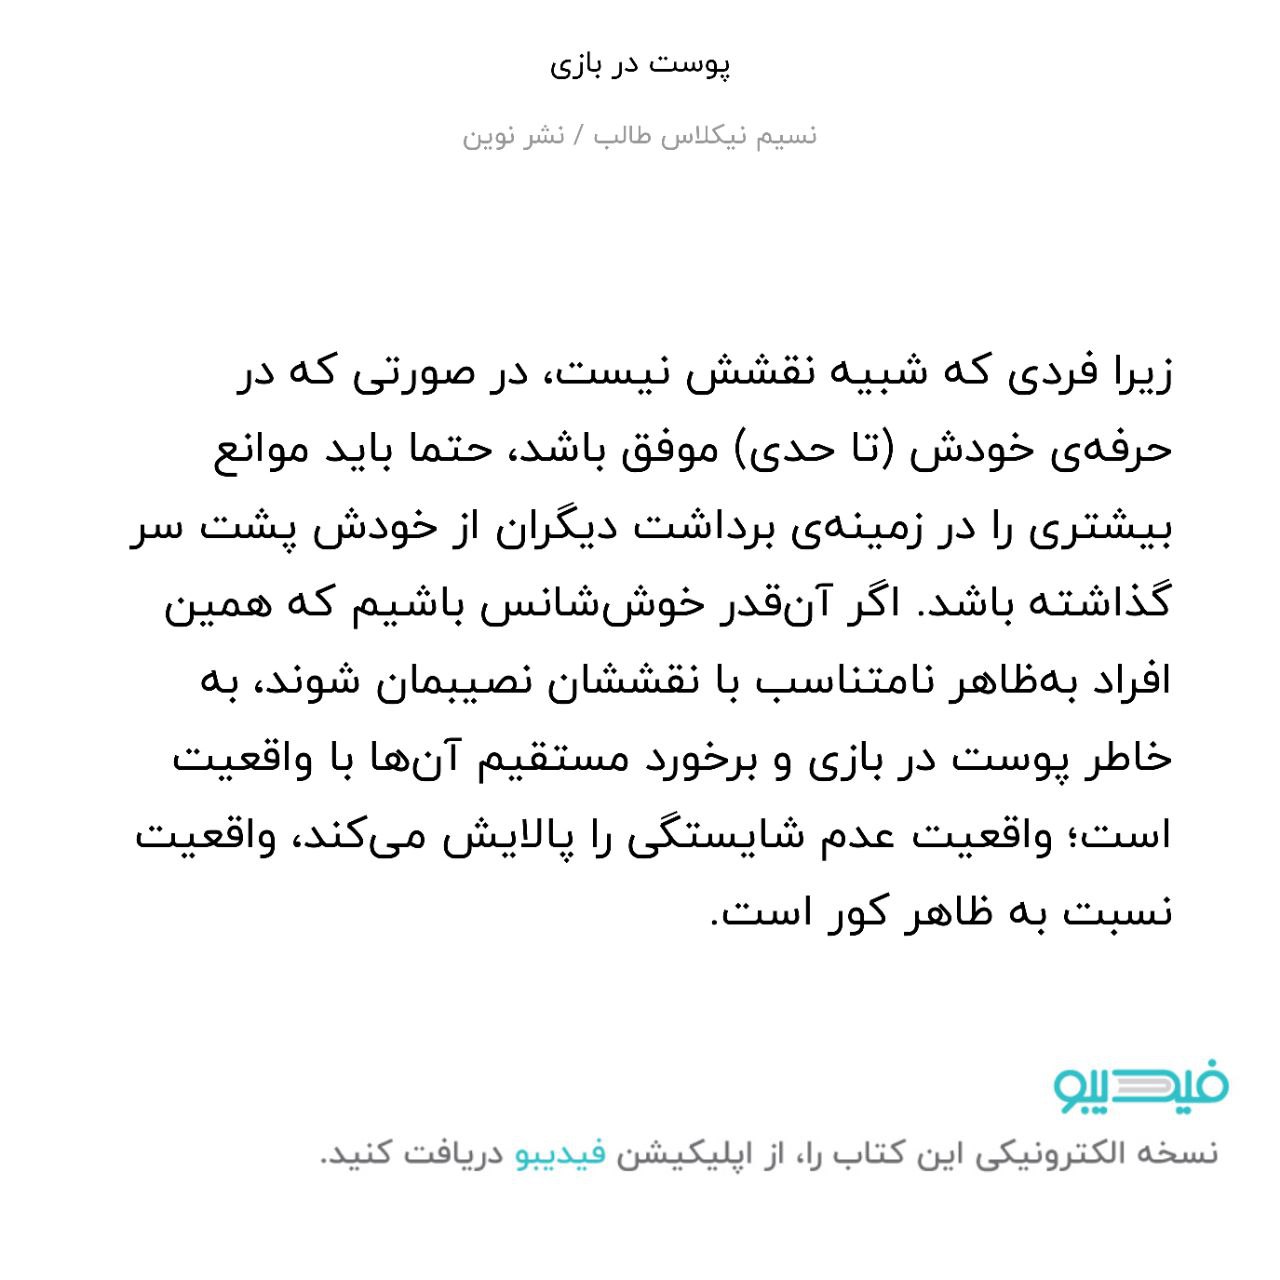 پوست در بازی
نسیم نیکلاس طالب / نشر نوین
زیرا فردی که شبیه نقشش نیست، در صورتی که در
حرفه‌ی خودش (تا حدی) موفق باشد، حتما باید موانع
بیشتری را در زمینه‌ی برداشت دیگران از خودش پشت سر
گذاشته باشد. اگر آن‌قدر خوش‌شانس باشیم که همین
افراد به‌ظاهر نامتناسب با نقششان نصیبمان شوند، به
خاطر پوست در بازی و برخورد مستقیم آن‌ها با واقعیت
است؛ واقعیت عدم شایستگی را پالایش می‌کند، واقعیت
نسبت به ظاهر کور است.
فیدیبو
نسخه الکترونیکی این کتاب را، از اپلیکیشن فیدیبو دریافت کنید.